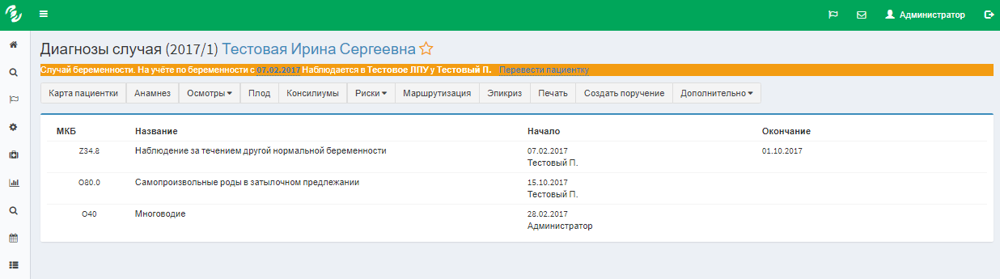 Администратор
Диагнозы случая (2017/1) Тестовая Ирина Сергеевна
Случай беременности. На учёте по беременности с 07.02.2017 Наблюдается в Тестовое ЛПУ у Тестовый П. Перевести пациентку
Карта пациентки Анамнез Осмотры Плод Консилиумы Риски Маршрутизация Эпикриз Печать Создать поручение Дополнительно
МКБ Название Начало Окончание
Z34.8 Наблюдение за течением другой нормальной беременности 07.02.2017 01.10.2017
Тестовый П.
O80.0 Самопроизвольные роды в затылочном предлежании 15.10.2017
Тестовый П.
O40 Многоводие 28.02.2017
Администратор